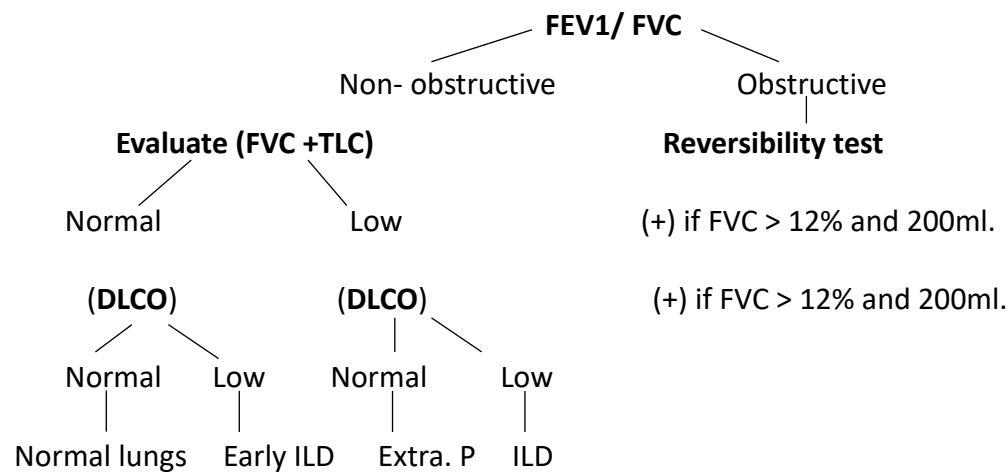 FEV1/ FVC
Non- obstructive Obstructive
Evaluate (FVC +TLC) Reversibility test
Normal Low (+) if FVC > 12% and 200ml.
(DLCO) (DLCO) (+) if FVC > 12% and 200ml.
Normal Low Normal Low
Normal lungs Early ILD Extra. P ILD